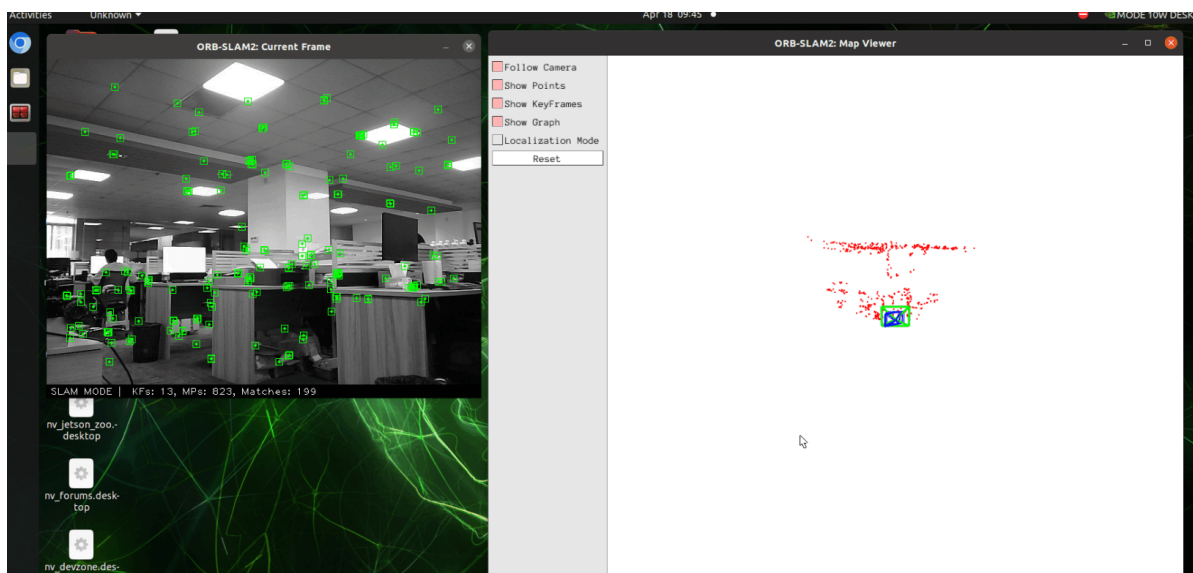 Activities
Unknown
Apr 18 09:45
MODE 10W DESK
ORB-SLAM2: Current Frame
SLAM MODE | KFs: 13, MPs: 823, Matches: 199
nv_jetson_zoo.-
desktop
nv_forums.desk-
top
nv_devzone.des-
ORB-SLAM2: Map Viewer
Follow Camera
Show Points
Show KeyFrames
Show Graph
Localization Mode
Reset